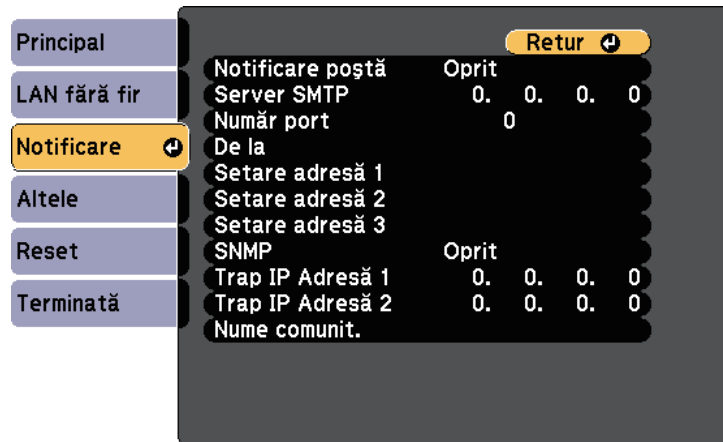 Principal
LAN fără fir
Notificare
Altele
Reset
Terminată
Retur
Notificare poştă Oprit
Server SMTP 0. 0. 0. 0
Număr port 0
De la
Setare adresă 1
Setare adresă 2
Setare adresă 3
SNMP Oprit
Trap IP Adresă 1 0. 0. 0. 0
Trap IP Adresă 2 0. 0. 0. 0
Nume comunit.